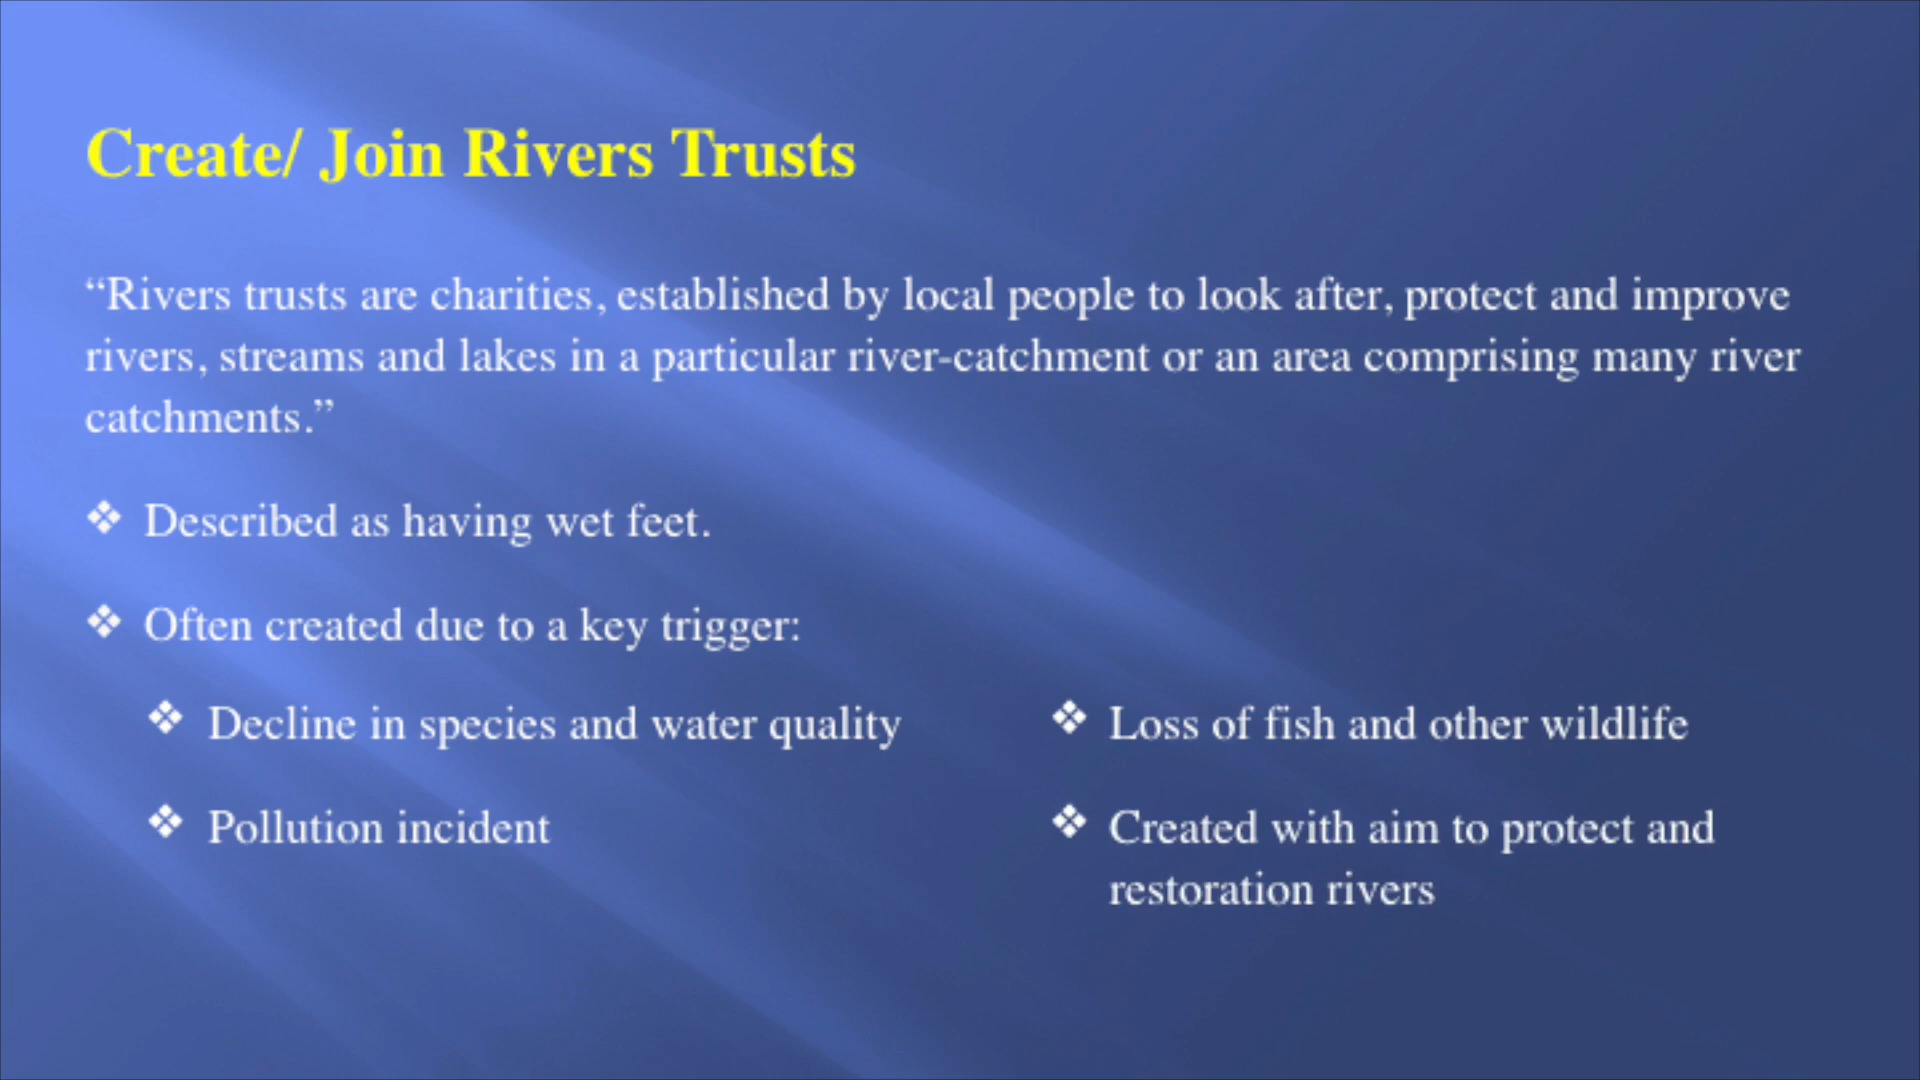 Create/ Join Rivers Trusts
“Rivers trusts are charities, established by local people to look after, protect and improve
rivers, streams and lakes in a particular river-catchment or an area comprising many river
catchments.”
❖ Described as having wet feet.
❖ Often created due to a key trigger:
❖ Decline in species and water quality
❖ Pollution incident
❖ Loss of fish and other wildlife
❖ Created with aim to protect and
restoration rivers